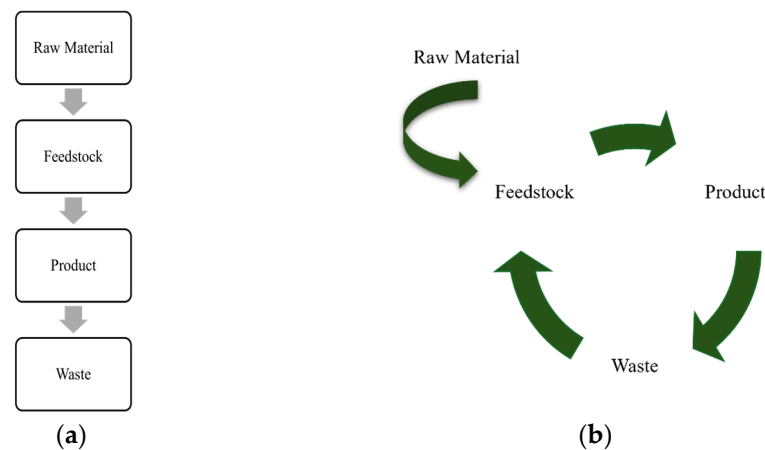 Raw Material
Feedstock
Product
Waste
(a)
Raw Material
Feedstock
Product
Waste
(b)